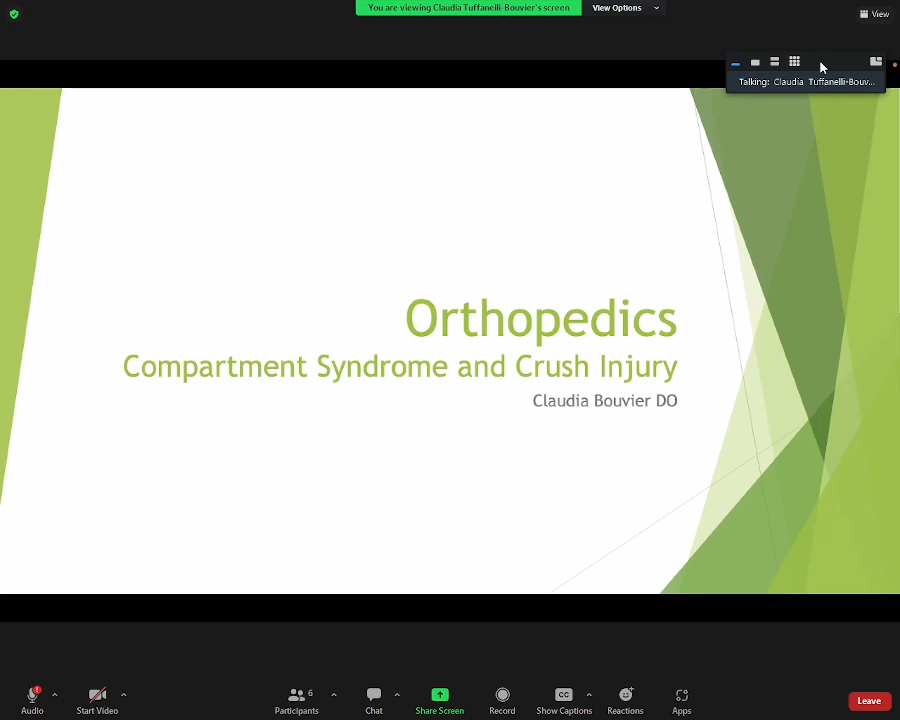 You are viewing Claudia Tuffanelli-Bouvier's screen
View Options
View
Talking: Claudia Tuffanelli-Bouv...
Orthopedics
Compartment Syndrome and Crush Injury
Claudia Bouvier DO
Audio
Start Video
Participants
6
Chat
Share Screen
Record
CC
Show Captions
Reactions
Apps
Leave